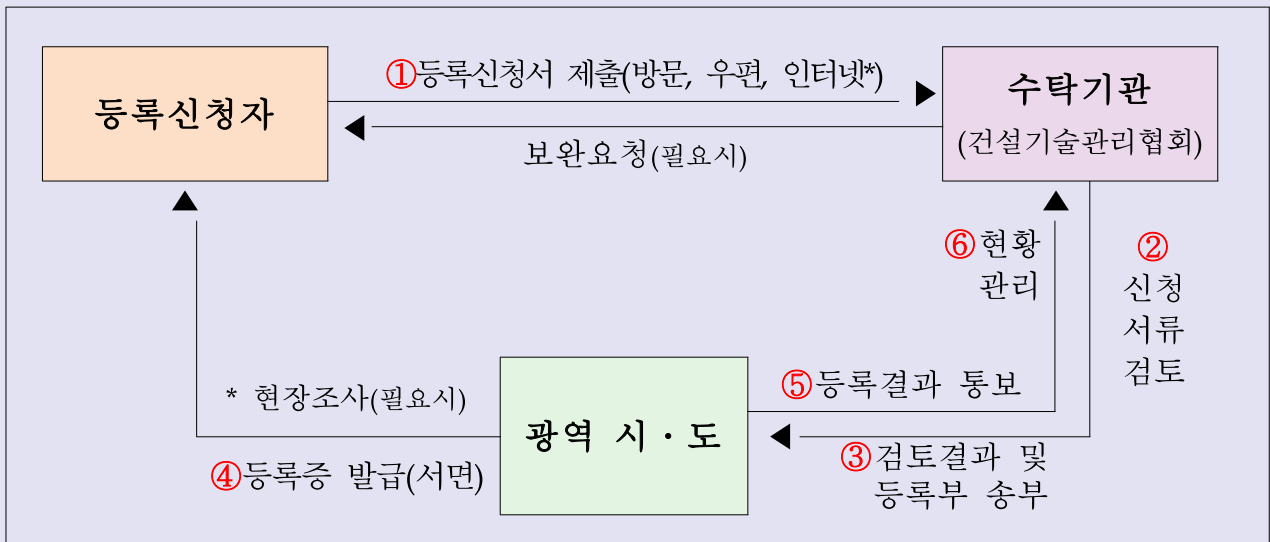 등록신청자
①등록신청서 제출(방문, 우편, 인터넷*)
보완요청(필요시)
수탁기관
(건설기술관리협회)
⑥현황
관리
②
신청
서류
검토
* 현장조사(필요시)
④등록증 발급(서면)
광역 시·도
⑤등록결과 통보
③검토결과 및
등록부 송부